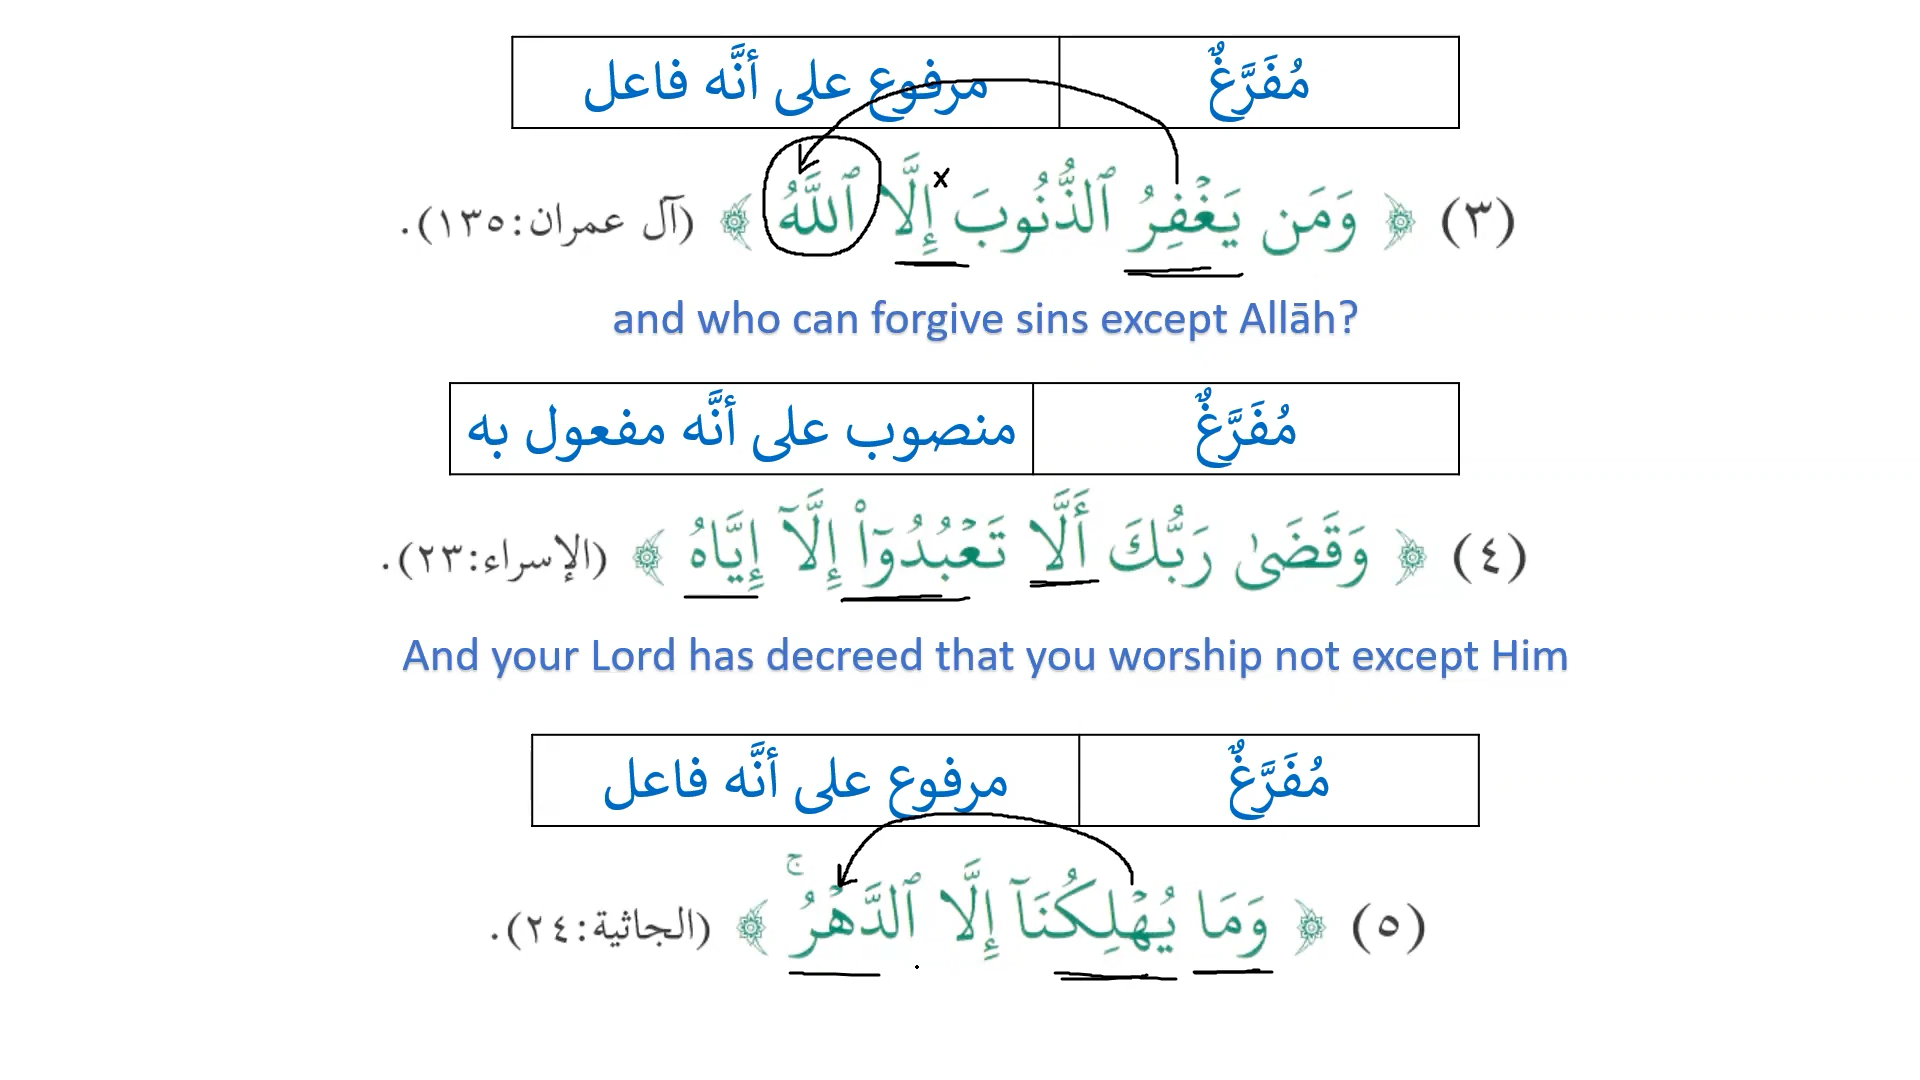 مُفَرَّغٌ مرفوع على أنَّه فاعل
(٣) ﴿ وَمَن يَغْفِرُ ٱلذُّنُوبَ إِلَّا ٱللَّهُ ﴾ (آل عمران:١٣٥).
x
and who can forgive sins except Allāh?
مُفَرَّغٌ منصوب على أنَّه مفعول به
(٤) ﴿ وَقَضَىٰ رَبُّكَ أَلَّا تَعْبُدُوٓا۟ إِلَّآ إِيَّاهُ ﴾ (الإسراء:٢٣).
And your Lord has decreed that you worship not except Him
مُفَرَّغٌ مرفوع على أنَّه فاعل
(٥) ﴿ وَمَا يُهْلِكُنَآ إِلَّا ٱلدَّهْرُ ۚ ﴾ (الجاثية:٢٤).